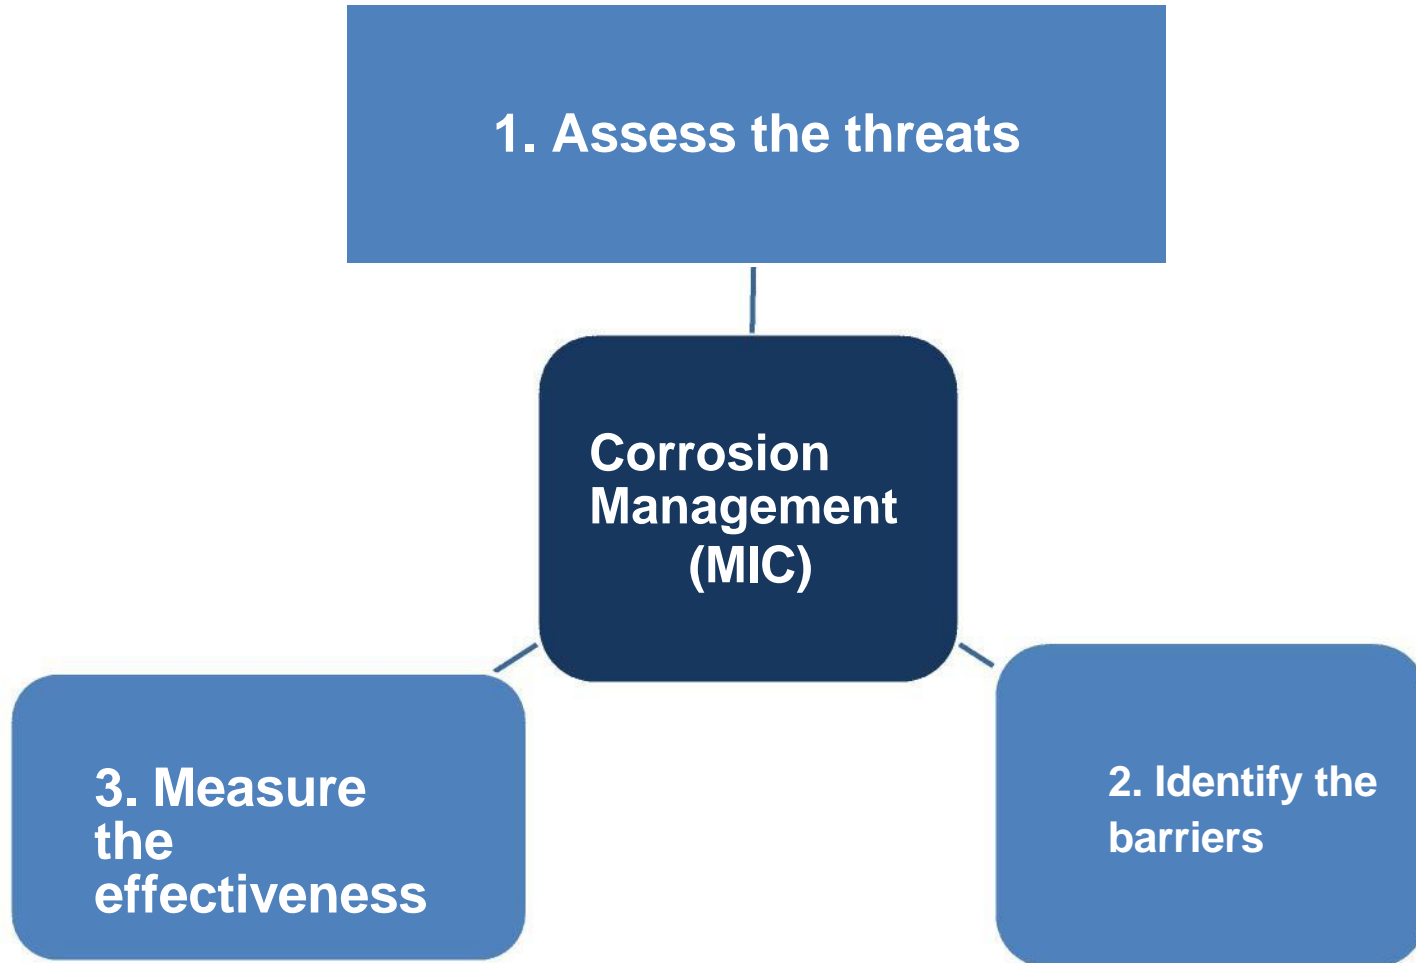 1. Assess the threats
Corrosion
Management
(MIC)
3. Measure
the
effectiveness
2. Identify the
barriers